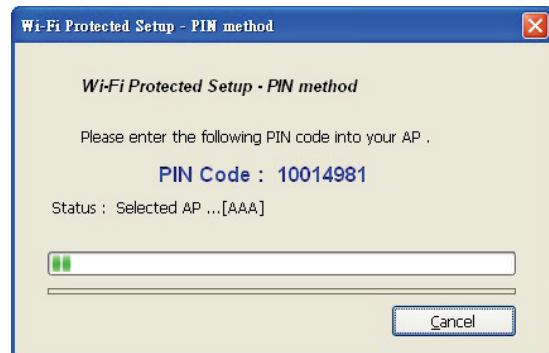 Wi-Fi Protected Setup - PIN method
Wi-Fi Protected Setup - PIN method
Please enter the following PIN code into your AP .
PIN Code : 10014981
Status : Selected AP ...[AAA]
Cancel